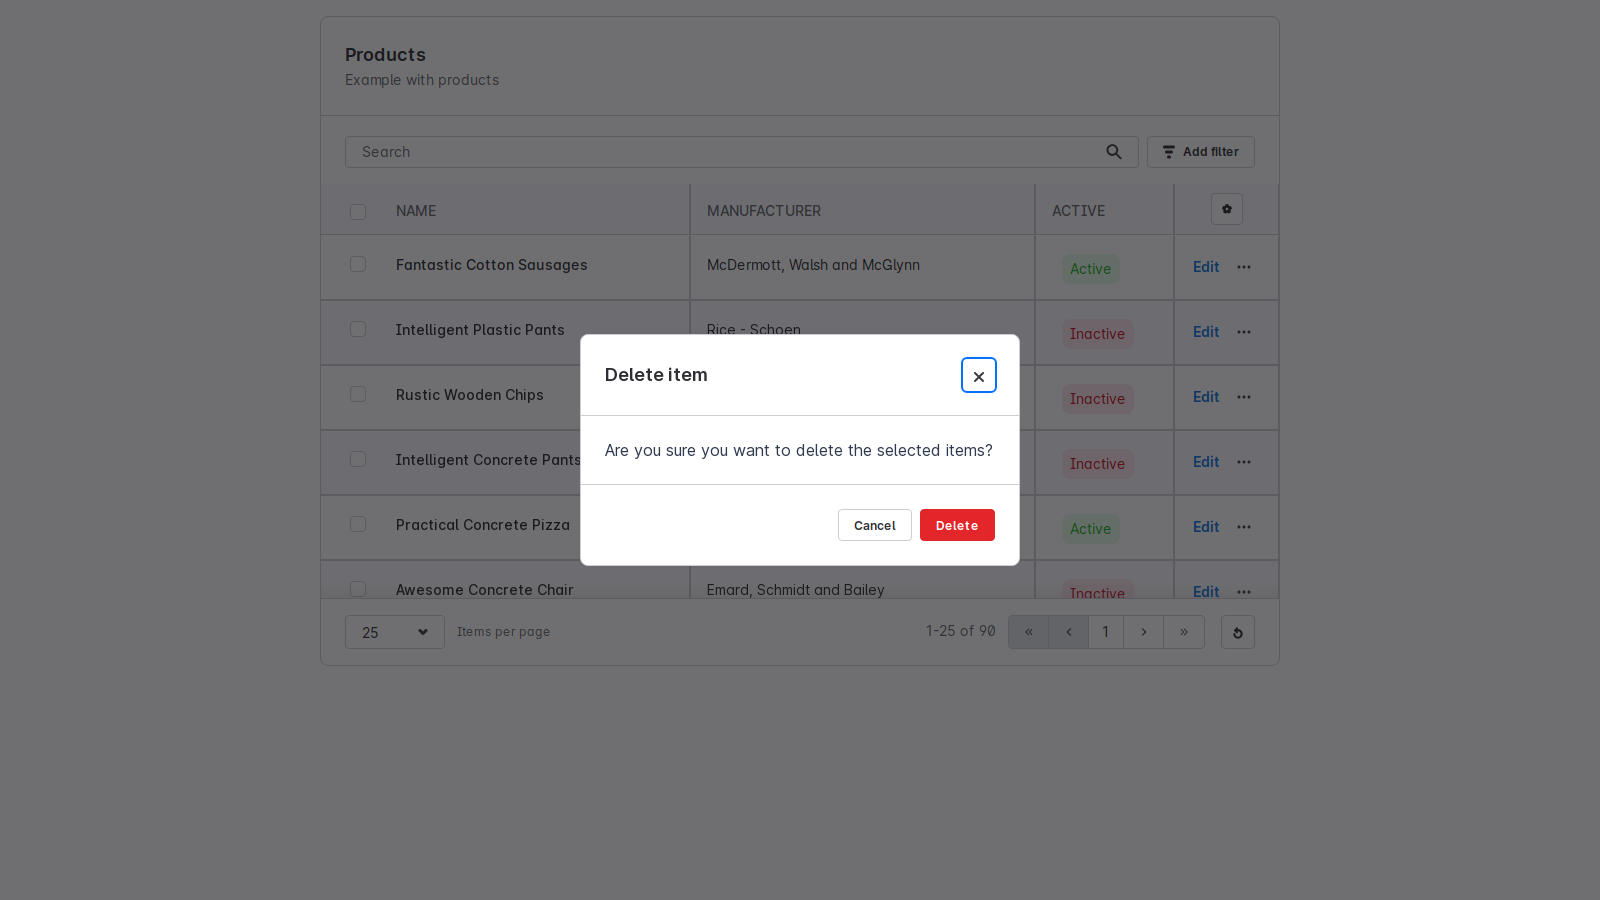 Products
Example with products
Search
Add filter
NAME MANUFACTURER ACTIVE
Fantastic Cotton Sausages McDermott, Walsh and McGlynn Active Edit
Intelligent Plastic Pants Rice - Schoen Inactive Edit
Rustic Wooden Chips Inactive Edit
Intelligent Concrete Pants Inactive Edit
Practical Concrete Pizza Active Edit
Awesome Concrete Chair Emard, Schmidt and Bailey Inactive Edit
Delete item
Are you sure you want to delete the selected items?
Cancel Delete
25 Items per page 1-25 of 90 « ‹ 1 › »